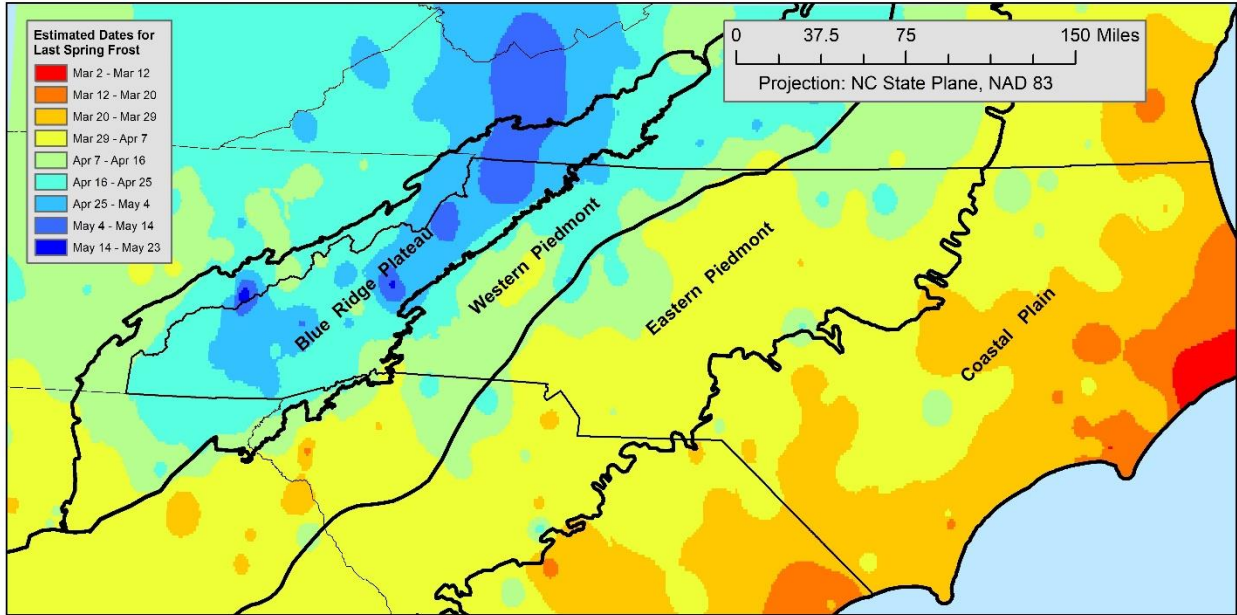 Estimated Dates for
Last Spring Frost
Mar 2 - Mar 12
Mar 12 - Mar 20
Mar 20 - Mar 29
Mar 29 - Apr 7
Apr 7 - Apr 16
Apr 16 - Apr 25
Apr 25 - May 4
May 4 - May 14
May 14 - May 23
0 37.5 75 150 Miles
Projection: NC State Plane, NAD 83
Blue Ridge Plateau
Western Piedmont
Eastern Piedmont
Coastal Plain